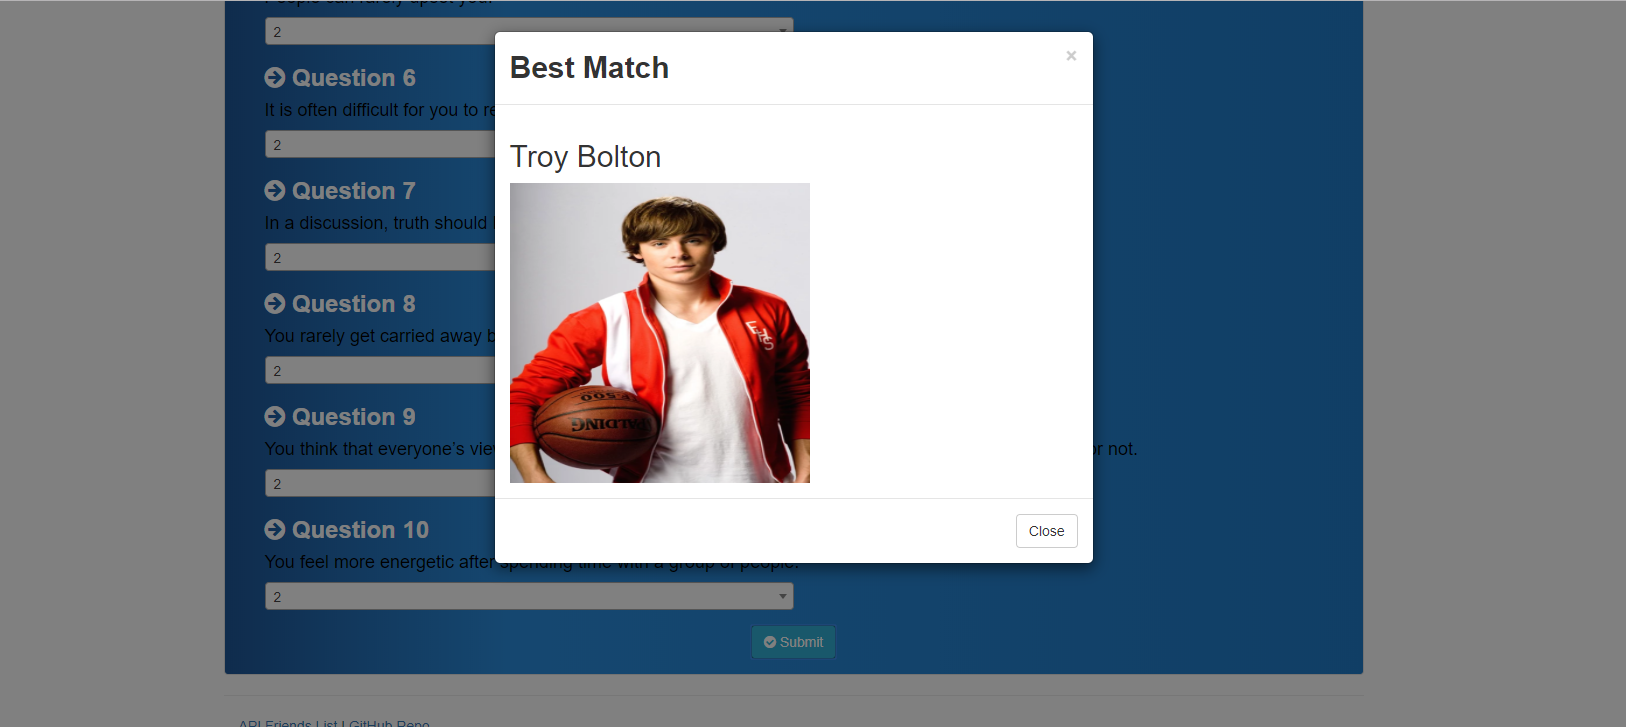 People can rarely upset you.
2
Best Match
×
Question 6
It is often difficult for you to re
2
Troy Bolton
Question 7
In a discussion, truth should
2
Question 8
You rarely get carried away b
2
Question 9
You think that everyone's vie
or not.
2
Question 10
You feel more energetic after spending time with a group of people.
2
Close
Submit
API Friends List | GitHub Repo